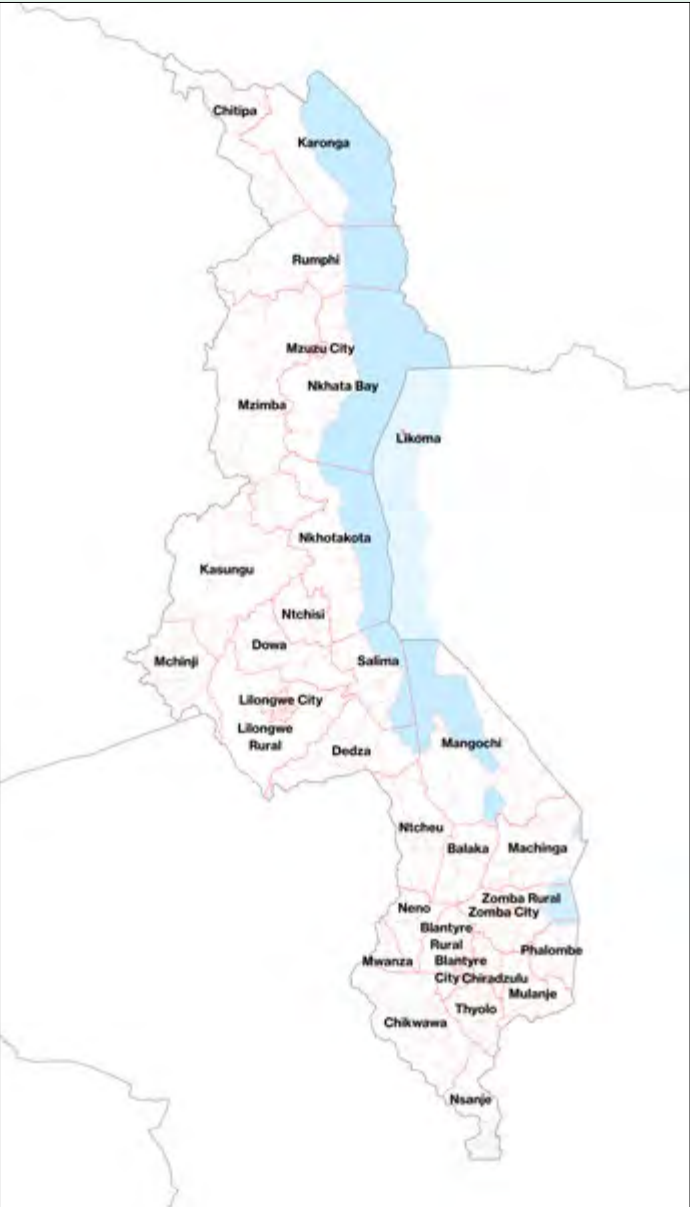 Chitipa
Karonga
Rumphi
Mzuzu City
Nkhata Bay
Mzimba
Likoma
Nkhotakota
Kasungu
Ntchisi
Dowa
Mchinji
Salima
Lilongwe City
Lilongwe
Rural
Dedza
Mangochi
Ntcheu
Balaka
Machinga
Zomba Rural
Neno
Zomba City
Blantyre
Rural
Phalombe
Mwanza
Blantyre
City
Chiradzulu
Mulanje
Thyolo
Chikwawa
Nsanje